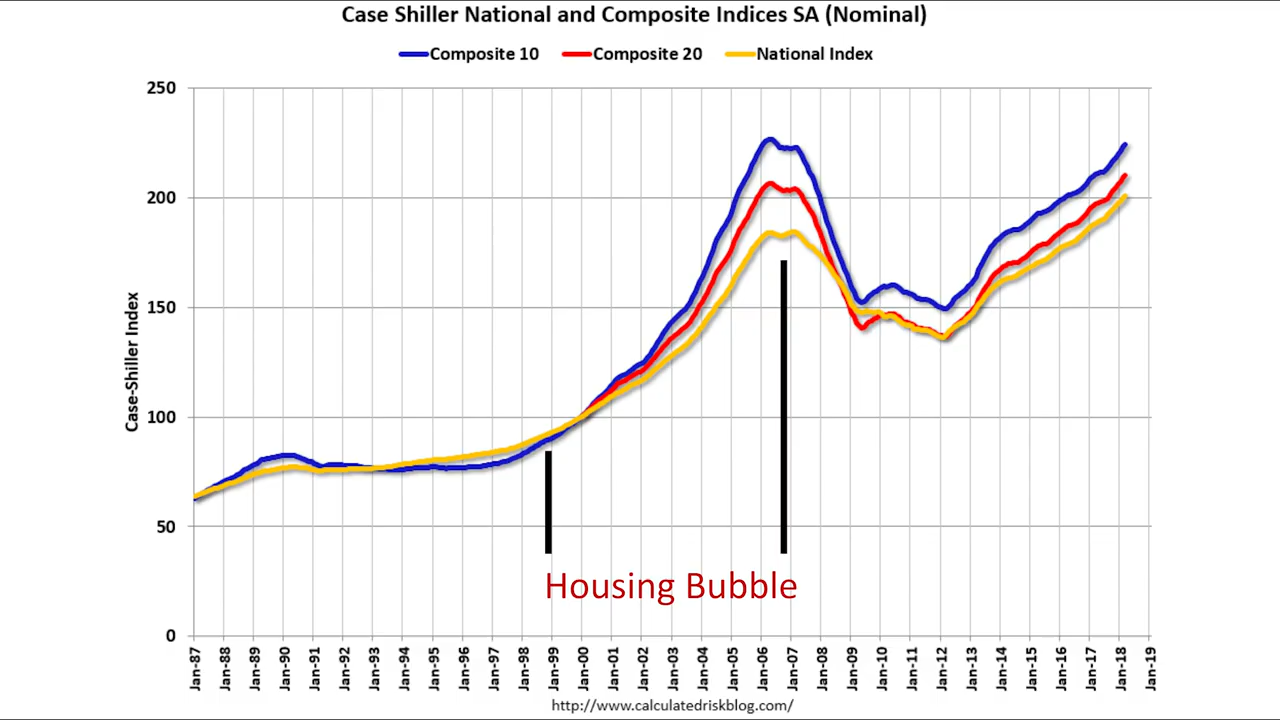 Case Shiller National and Composite Indices SA (Nominal)
Composite 10 Composite 20 National Index
250
200
150
100
50
0
Case-Shiller Index
Housing Bubble
Jan-87 Jan-88 Jan-89 Jan-90 Jan-91 Jan-92 Jan-93 Jan-94 Jan-95 Jan-96 Jan-97 Jan-98 Jan-99 Jan-00 Jan-01 Jan-02 Jan-03 Jan-04 Jan-05 Jan-06 Jan-07 Jan-08 Jan-09 Jan-10 Jan-11 Jan-12 Jan-13 Jan-14 Jan-15 Jan-16 Jan-17 Jan-18 Jan-19
http://www.calculatedriskblog.com/